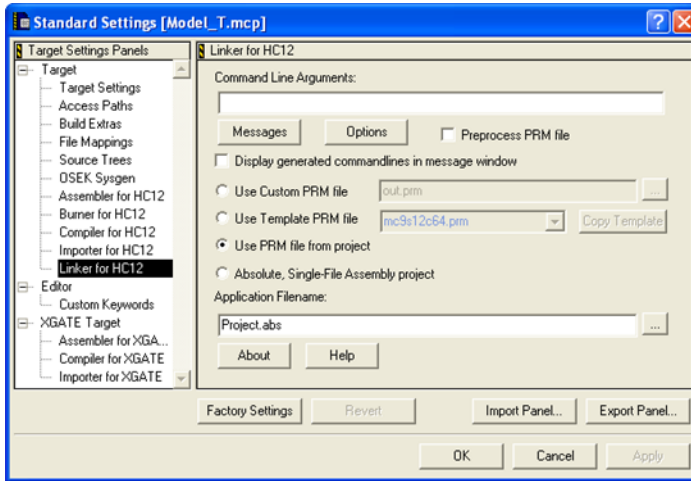 Standard Settings [Model_T.mcp]
Target Settings Panels
Target
Target Settings
Access Paths
Build Extras
File Mappings
Source Trees
OSEK Sysgen
Assembler for HC12
Burner for HC12
Compiler for HC12
Importer for HC12
Linker for HC12
Editor
Custom Keywords
XGATE Target
Assembler for XGA...
Compiler for XGATE
Importer for XGATE
Linker for HC12
Command Line Arguments:
Messages Options Preprocess PRM file
Display generated commandlines in message window
Use Custom PRM file out.prm ...
Use Template PRM file mc9s12c64.prm Copy Template
Use PRM file from project
Absolute, Single-File Assembly project
Application Filename:
Project.abs ...
About Help
Factory Settings Revert Import Panel... Export Panel...
OK Cancel Apply